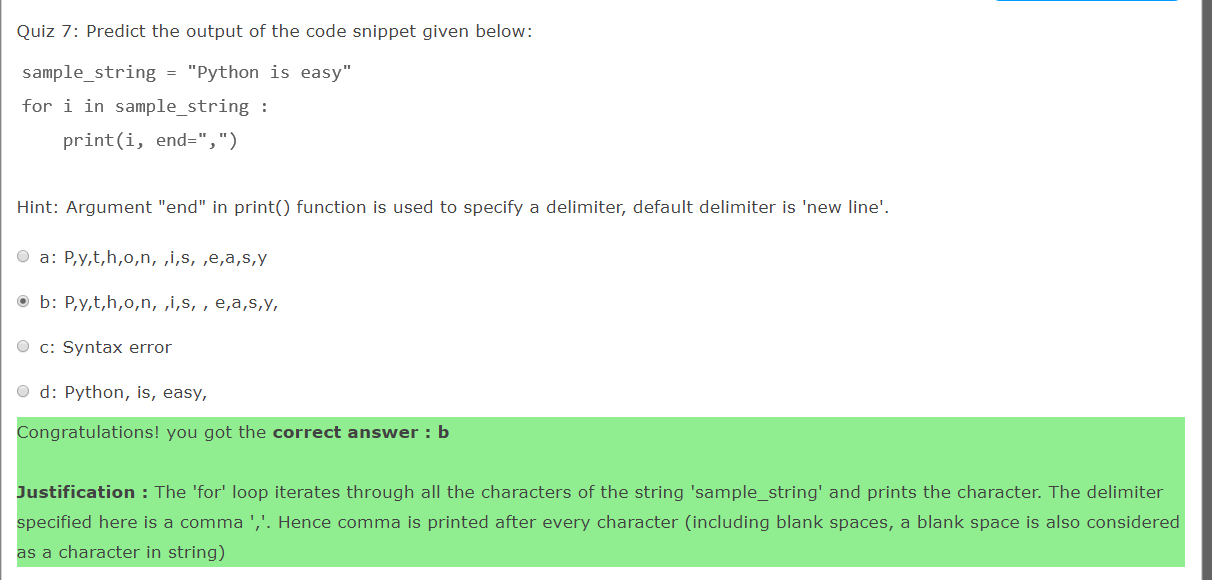 Quiz 7: Predict the output of the code snippet given below:
sample_string = "Python is easy"
for i in sample_string :
    print(i, end=",")
Hint: Argument "end" in print() function is used to specify a delimiter, default delimiter is 'new line'.
a: P,y,t,h,o,n, ,i,s, ,e,a,s,y
b: P,y,t,h,o,n, ,i,s, , e,a,s,y,
c: Syntax error
d: Python, is, easy,
Congratulations! you got the correct answer : b
Justification : The 'for' loop iterates through all the characters of the string 'sample_string' and prints the character. The delimiter
specified here is a comma ','. Hence comma is printed after every character (including blank spaces, a blank space is also considered
as a character in string)